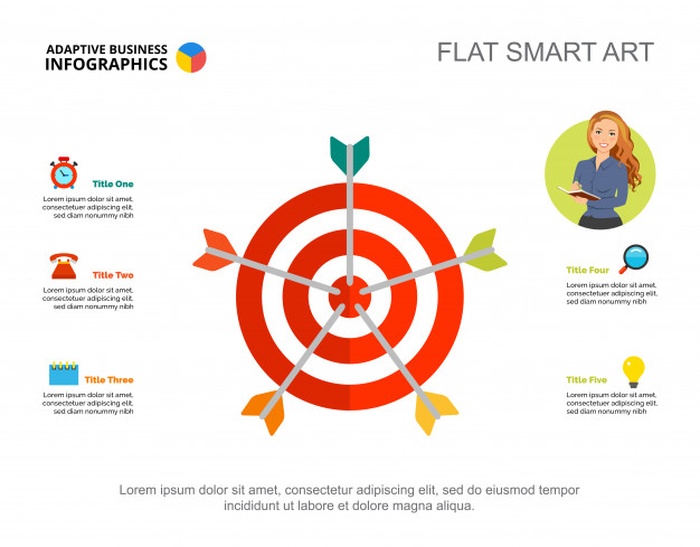 ADAPTIVE BUSINESS
INFOGRAPHICS
FLAT SMART ART
Title One
Lorem ipsum dolor sit amet,
consectetuer adipiscing elit,
sed diam nonummy nibh
Title Two
Lorem ipsum dolor sit amet,
consectetuer adipiscing elit,
sed diam nonummy nibh
Title Three
Lorem ipsum dolor sit amet,
consectetuer adipiscing elit,
sed diam nonummy nibh
Title Four
Lorem ipsum dolor sit amet,
consectetuer adipiscing elit,
sed diam nonummy nibh
Title Five
Lorem ipsum dolor sit amet,
consectetuer adipiscing elit,
sed diam nonummy nibh
Lorem ipsum dolor sit amet, consectetur adipiscing elit, sed do eiusmod tempor
incididunt ut labore et dolore magna aliqua.